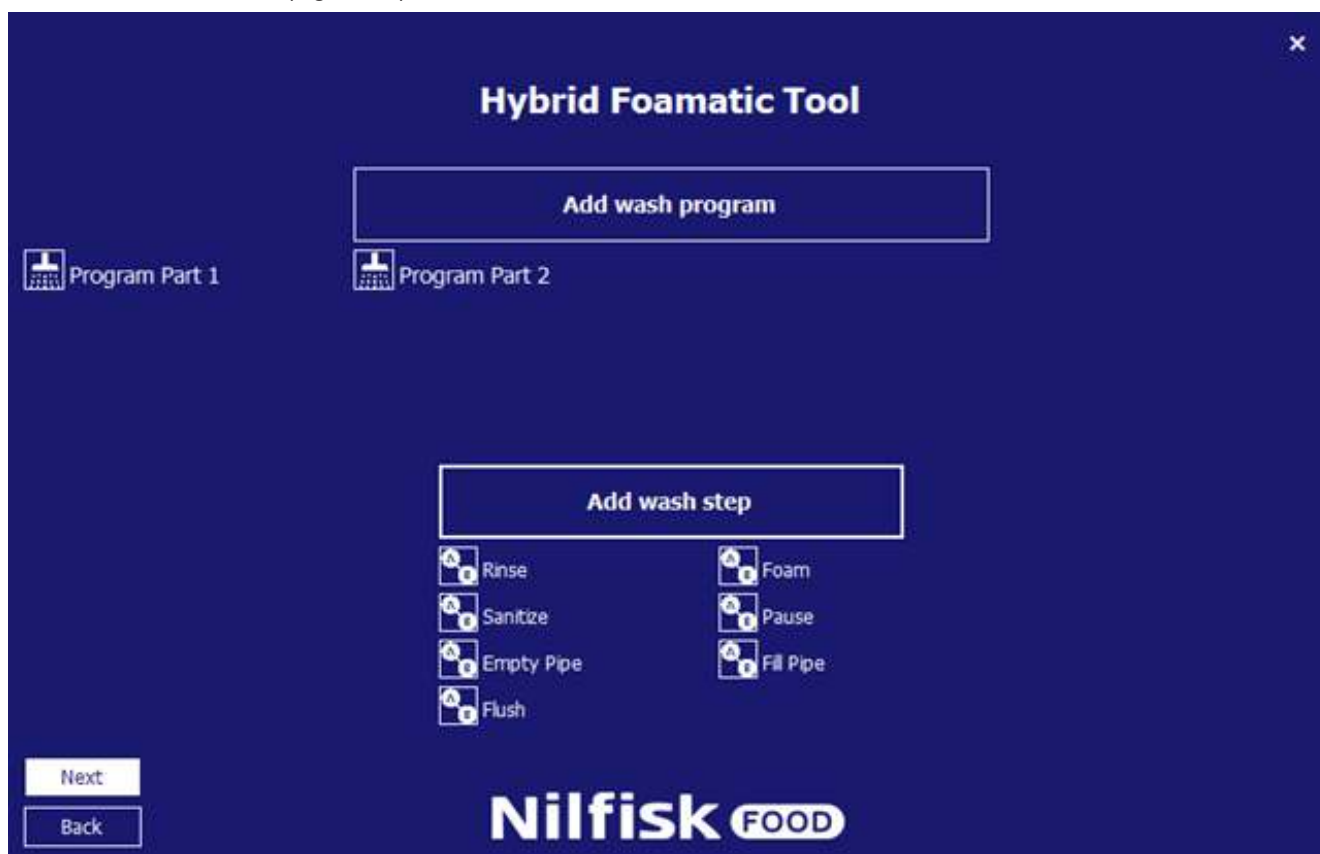 ×
Hybrid Foamatic Tool
Add wash program
Program Part 1
Program Part 2
Add wash step
Rinse
Foam
Sanitize
Pause
Empty Pipe
Fill Pipe
Flush
Next
Back
Nilfisk FOOD